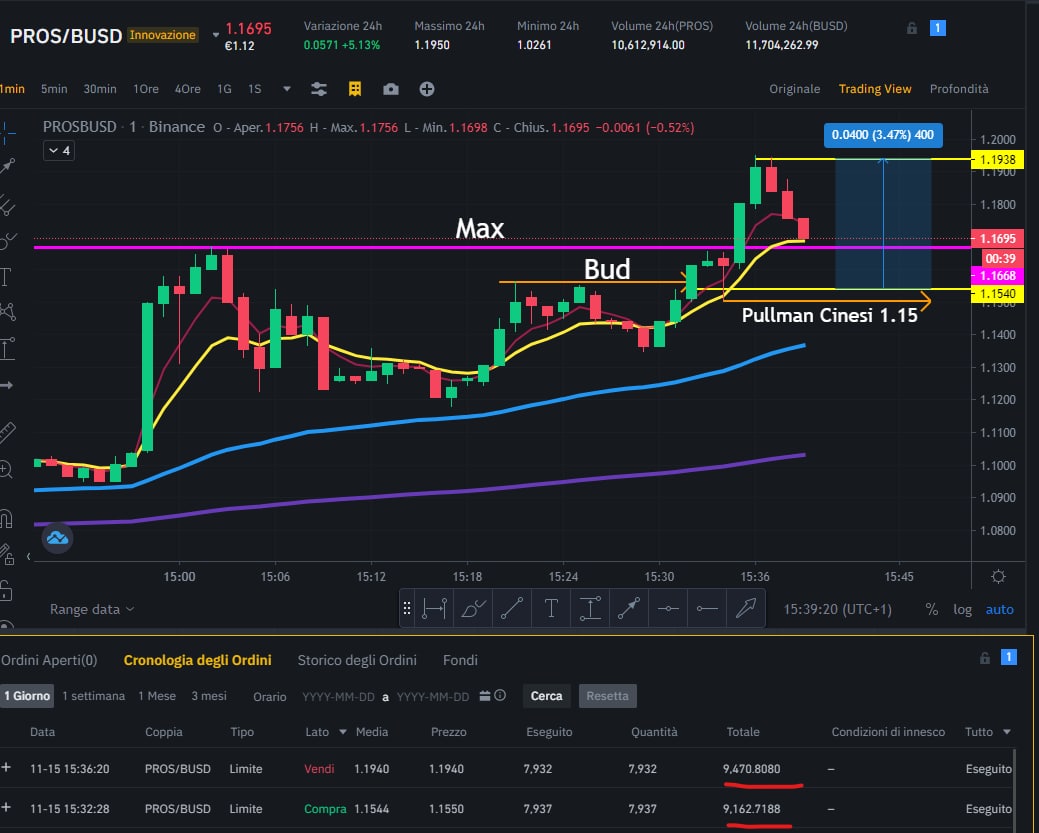 PROS/BUSD Innovazione 1.1695 €1.12
Variazione 24h 0.0571 +5.13%
Massimo 24h 1.1950
Minimo 24h 1.0261
Volume 24h(PROS) 10,612,914.00
Volume 24h(BUSD) 11,704,262.99
1
1min 5min 30min 1Ore 4Ore 1G 1S Originale Trading View Profondità
PROSBUSD · 1 · Binance O - Aper.1.1756 H - Max.1.1756 L - Min.1.1698 C - Chius.1.1695 −0.0061 (−0.52%)
4
0.0400 (3.47%) 400
1.2000
1.1938
1.1900
1.1800
Max
1.1695
00:39
Bud
1.1668
1.1540
Pullman Cinesi 1.15
1.1400
1.1300
1.1200
1.1100
1.1000
1.0900
1.0800
15:00 15:06 15:12 15:18 15:24 15:30 15:36 15:45
Range data 15:39:20 (UTC+1) % log auto
Ordini Aperti(0) Cronologia degli Ordini Storico degli Ordini Fondi 1
1 Giorno 1 settimana 1 Mese 3 mesi Orario YYYY-MM-DD a YYYY-MM-DD Cerca Resetta
Data Coppia Tipo Lato Media Prezzo Eseguito Quantità Totale Condizioni di innesco Tutto
+ 11-15 15:36:20 PROS/BUSD Limite Vendi 1.1940 1.1940 7,932 7,932 9,470.8080 – Eseguito
+ 11-15 15:32:28 PROS/BUSD Limite Compra 1.1544 1.1550 7,937 7,937 9,162.7188 – Eseguito